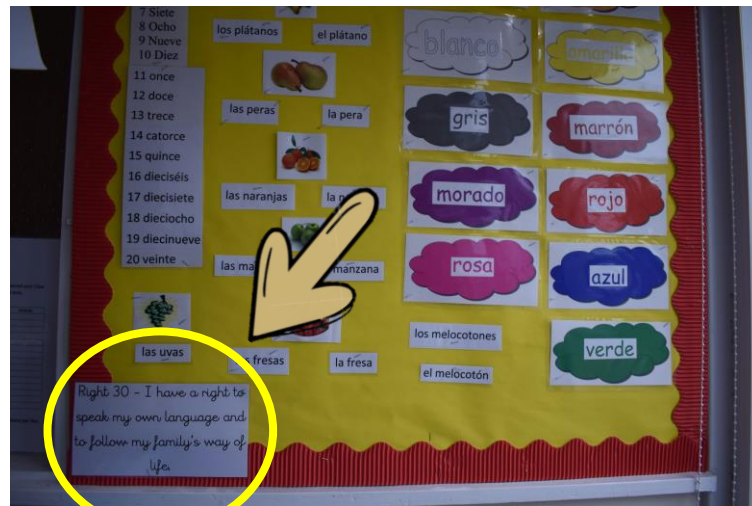 7 Siete
8 Ocho
9 Nueve
10 Diez
11 once
12 doce
13 trece
14 catorce
15 quince
16 dieciséis
17 diecisiete
18 dieciocho
19 diecinueve
20 veinte
los plátanos
el plátano
las peras
la pera
las naranjas
la
las
manzana
las uvas
fresas
la fresa
los melocotones
el melocotón
blanco
amarillo
gris
marrón
morado
rojo
rosa
azul
verde
Right 30 - I have a right to
speak my own language and
to follow my family's way of
life.